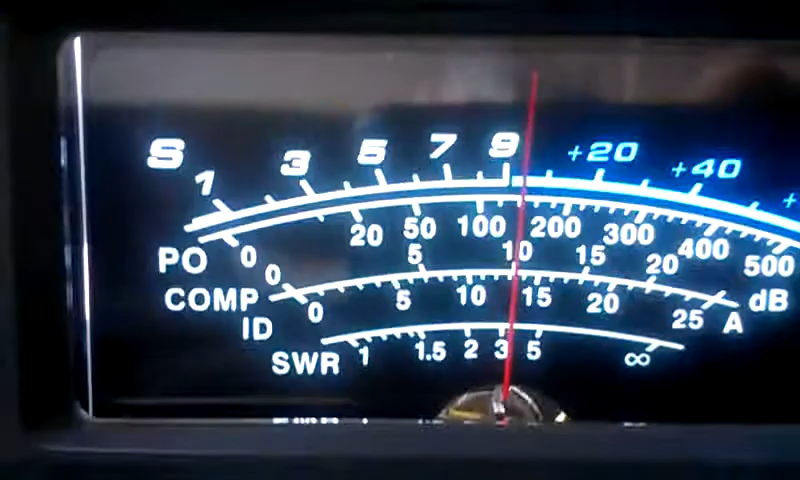 S 1 3 5 7 9 +20 +40 +
PO 0 20 50 100 200 300 400 500
COMP 0 5 10 15 20 dB
ID 0 5 10 15 20 25 A
SWR 1 1.5 2 3 5 ∞